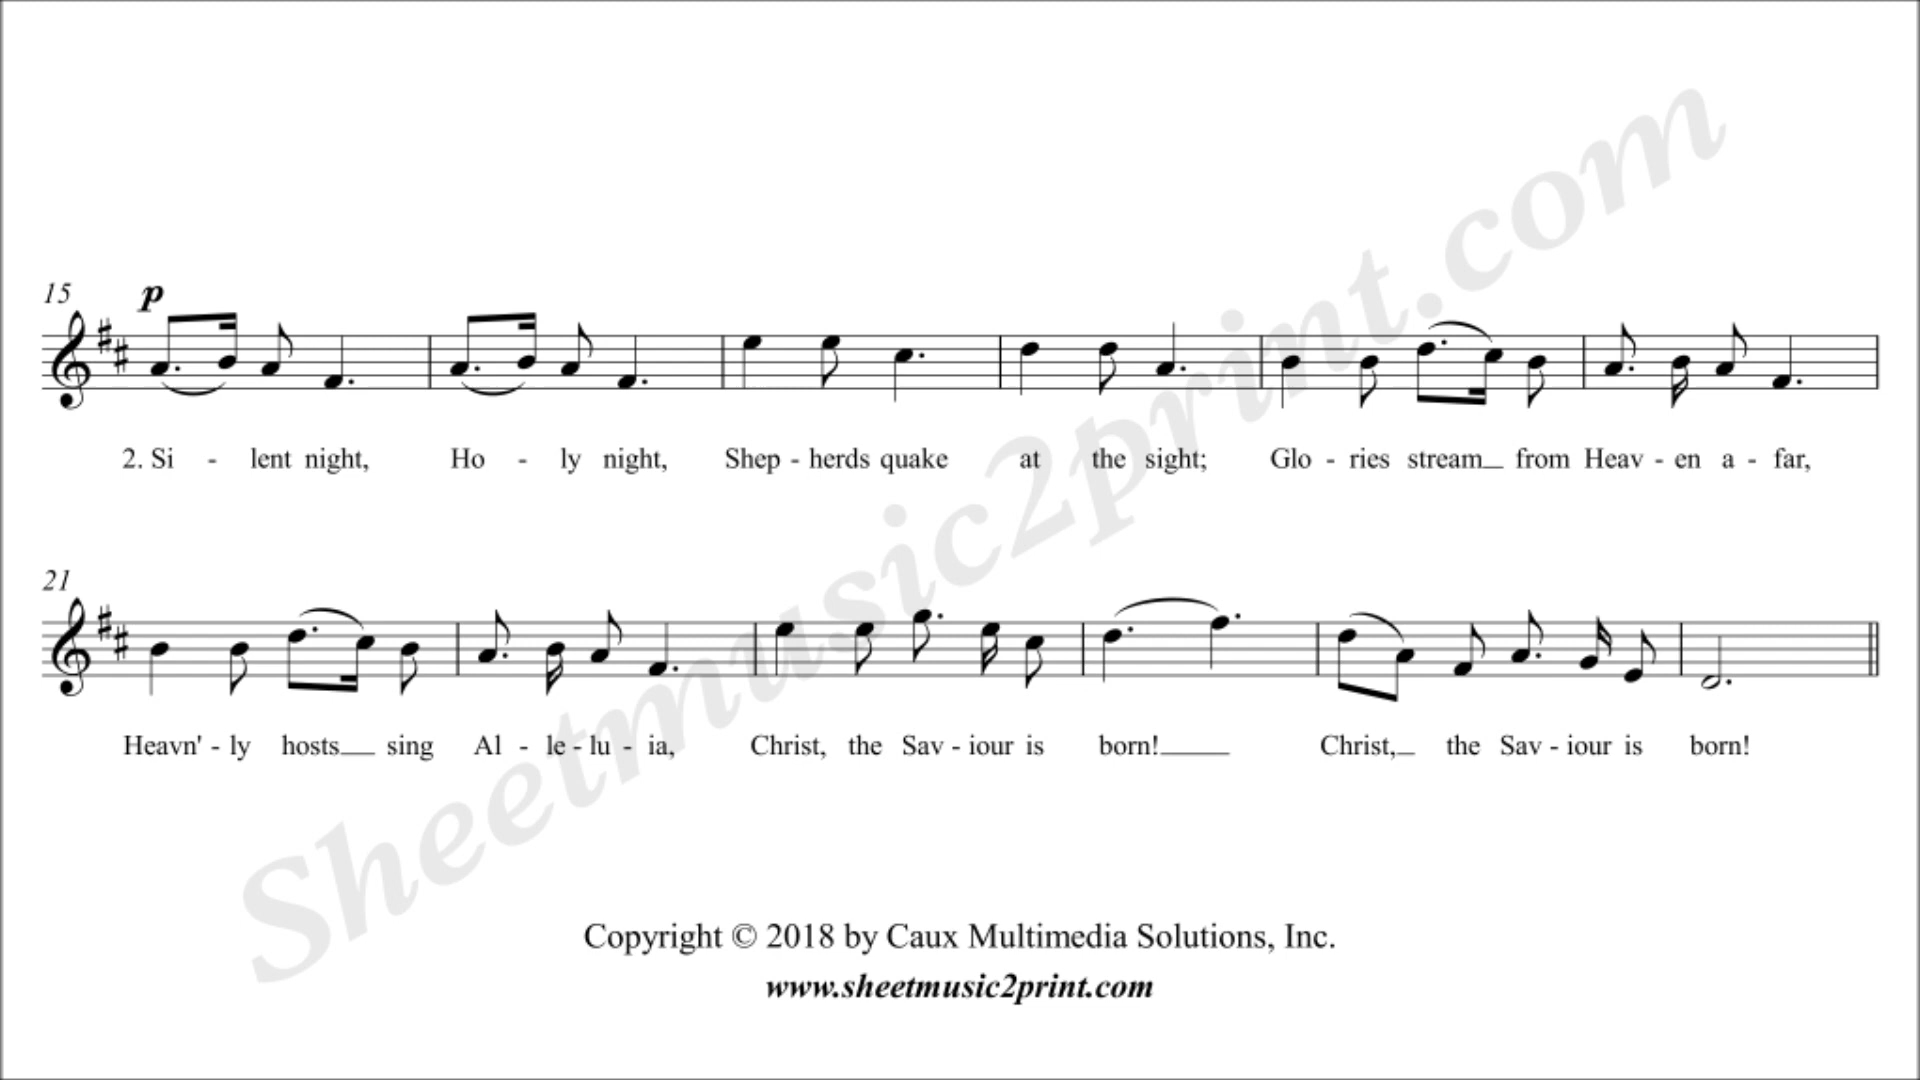 15 p
2. Si - lent night, Ho - ly night, Shep - herds quake at the sight; Glo - ries stream from Heav - en a - far,
21
Heavn' - ly hosts sing Al - le - lu - ia, Christ, the Sav - iour is born! Christ, the Sav - iour is born!
Sheetmusic2print.com
Copyright © 2018 by Caux Multimedia Solutions, Inc.
www.sheetmusic2print.com